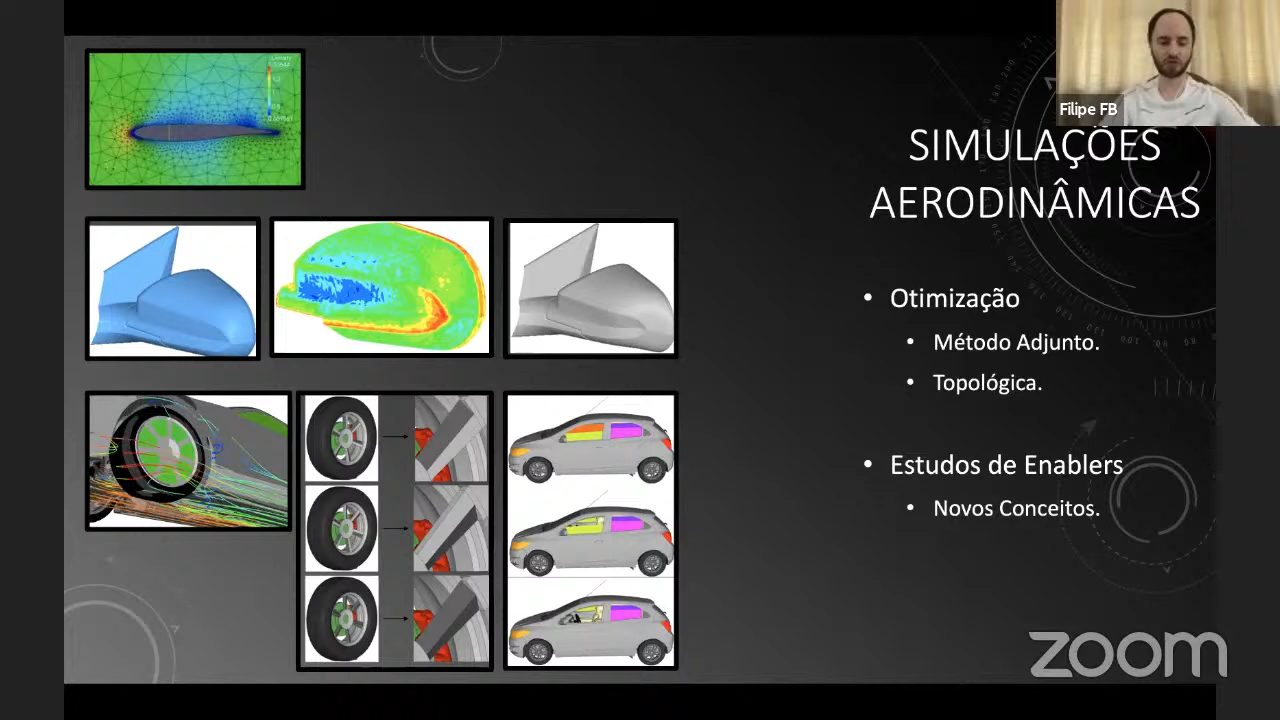 Filipe FB
SIMULAÇÕES
AERODINÂMICAS
• Otimização
• Método Adjunto.
• Topológica.
• Estudos de Enablers
• Novos Conceitos.
zoom